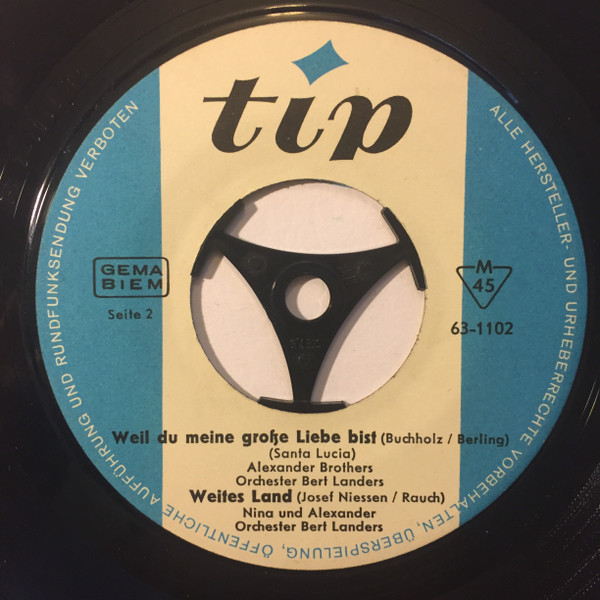 tip
GEMA
BIEM
Seite 2
M
45
63-1102
Weil du meine große Liebe bist (Buchholz / Berling)
(Santa Lucia)
Alexander Brothers
Orchester Bert Landers
Weites Land (Josef Niessen / Rauch)
Nina und Alexander
Orchester Bert Landers
ALLE HERSTELLER- UND URHEBERRECHTE VORBEHALTEN, ÜBERSPIELUNG, ÖFFENTLICHE AUFFÜHRUNG UND RUNDFUNKSENDUNG VERBOTEN